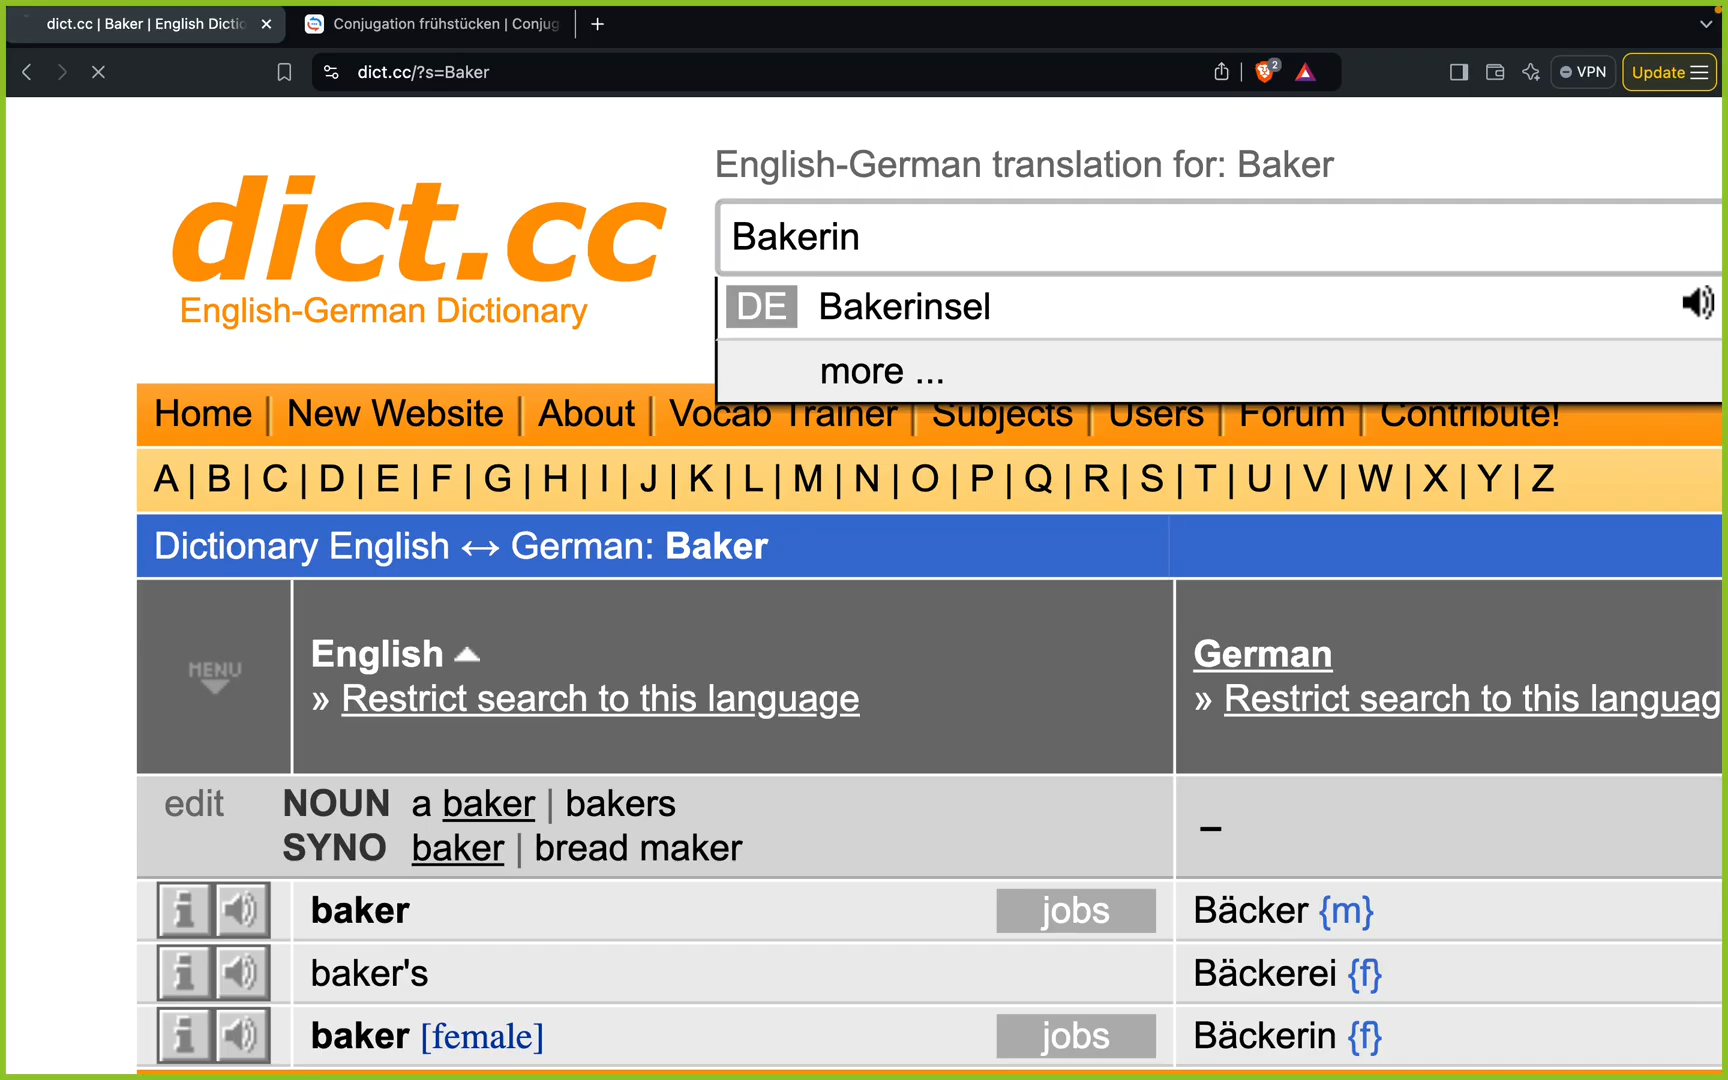 dict.cc | Baker | English Dictio
Conjugation frühstücken | Conjug
dict.cc/?s=Baker
2
VPN
Update
English-German translation for: Baker
dict.cc
English-German Dictionary
Bakerin
DE Bakerinsel
more ...
Home | New Website | About | Vocab Trainer | Subjects | Users | Forum | Contribute!
A | B | C | D | E | F | G | H | I | J | K | L | M | N | O | P | Q | R | S | T | U | V | W | X | Y | Z
Dictionary English ↔ German: Baker
MENU
English
» Restrict search to this language
German
» Restrict search to this languag
edit NOUN a baker | bakers –
SYNO baker | bread maker
baker jobs Bäcker {m}
baker's Bäckerei {f}
baker [female] jobs Bäckerin {f}